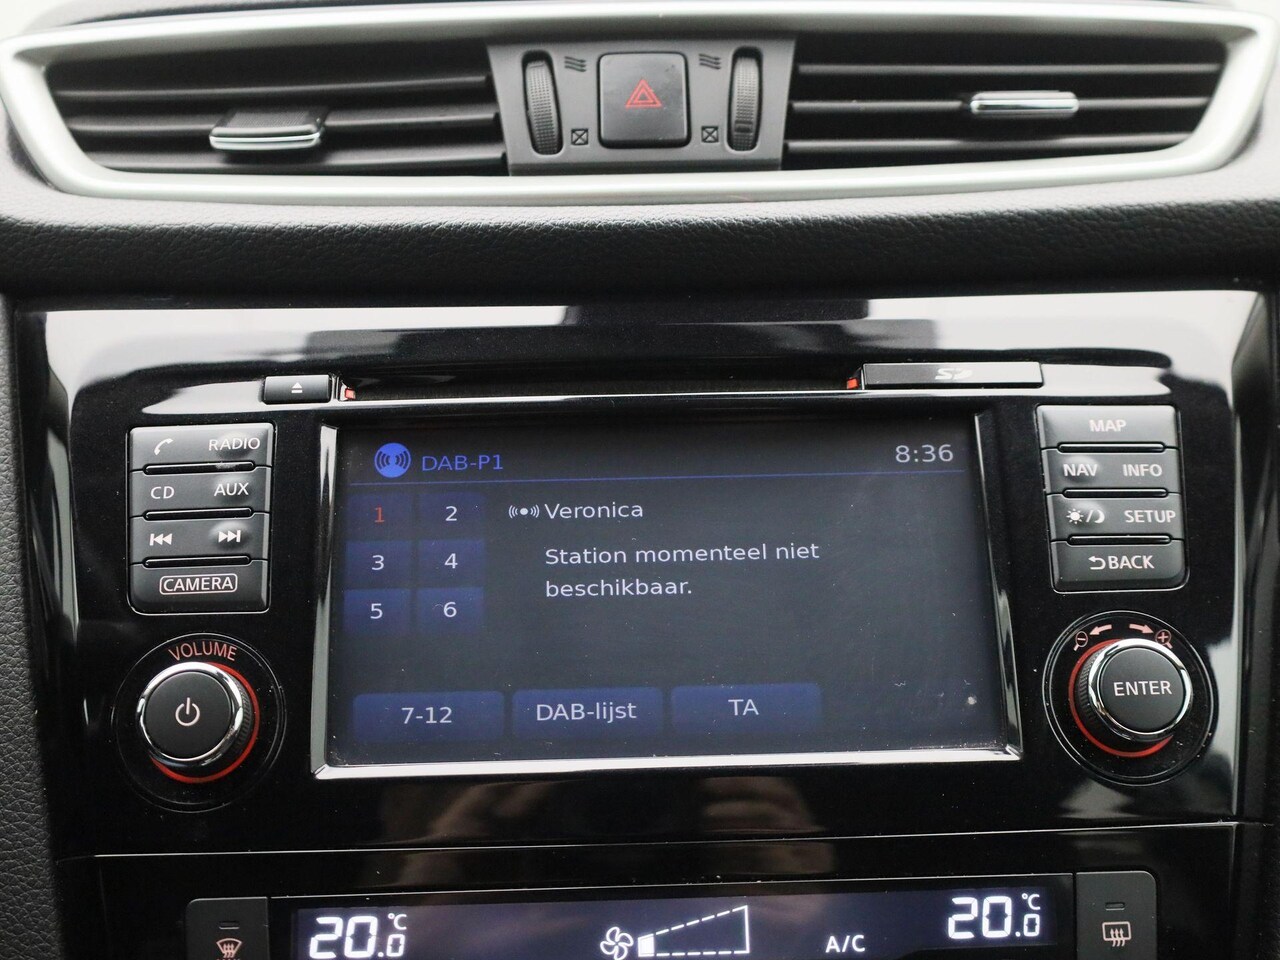 SD
RADIO
CD AUX
CAMERA
VOLUME
MAP
NAV INFO
SETUP
BACK
ENTER
DAB-P1 8:36
1 2
3 4
5 6
Veronica
Station momenteel niet
beschikbaar.
7-12 DAB-lijst TA
20.0 °C
A/C
20.0 °C